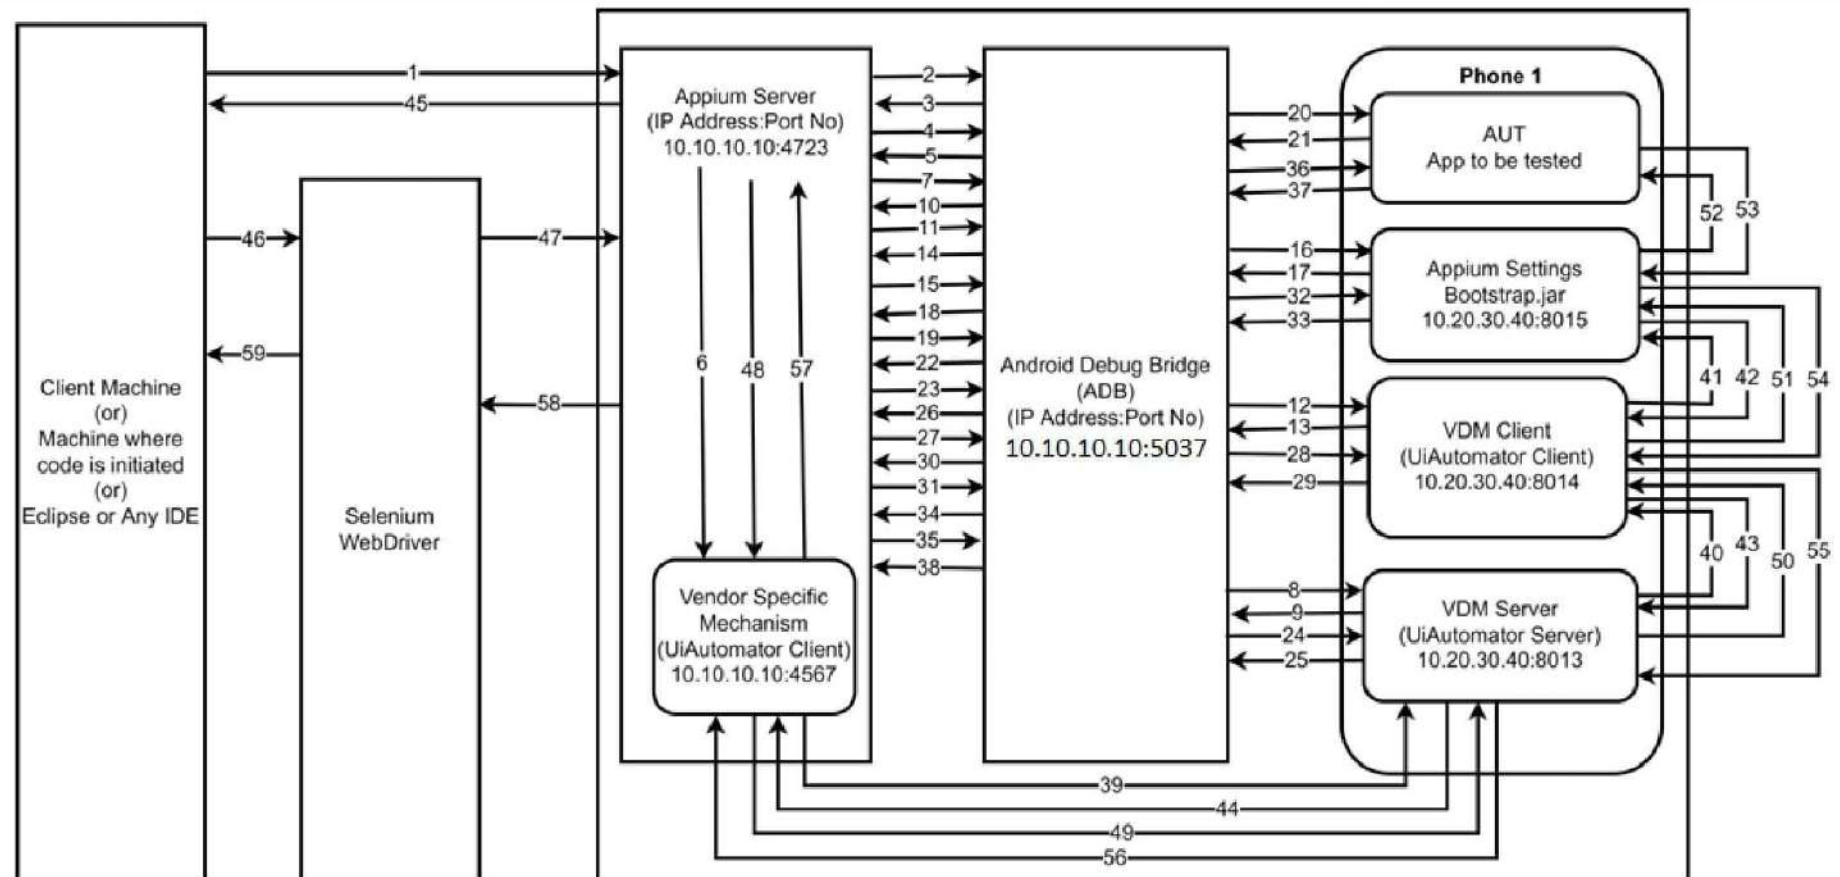 Client Machine
(or)
Machine where
code is initiated
(or)
Eclipse or Any IDE
1
45
46
59
Selenium
WebDriver
47
58
Appium Server
(IP Address:Port No)
10.10.10.10:4723
6
48
57
Vendor Specific
Mechanism
(UiAutomator Client)
10.10.10.10:4567
2
3
4
5
7
10
11
14
15
18
19
22
23
26
27
30
31
34
35
38
Android Debug Bridge
(ADB)
(IP Address:Port No)
10.10.10.10:5037
20
21
36
37
16
17
32
33
12
13
28
29
8
9
24
25
Phone 1
AUT
App to be tested
Appium Settings
Bootstrap.jar
10.20.30.40:8015
VDM Client
(UiAutomator Client)
10.20.30.40:8014
VDM Server
(UiAutomator Server)
10.20.30.40:8013
52
53
41
42
51
54
40
43
50
55
39
44
49
56